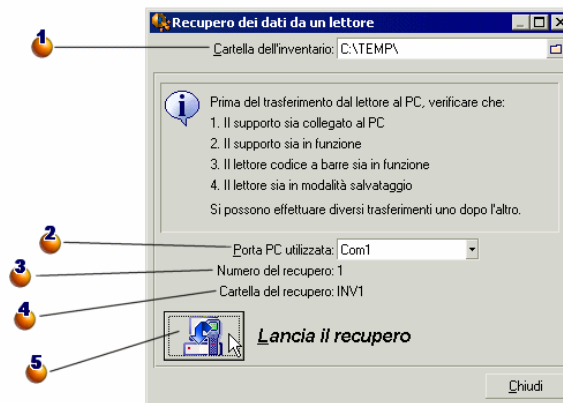 Recupero dei dati da un lettore
1
Cartella dell'inventario: C:\TEMP\
Prima del trasferimento dal lettore al PC, verificare che:
1. Il supporto sia collegato al PC
2. Il supporto sia in funzione
3. Il lettore codice a barre sia in funzione
4. Il lettore sia in modalità salvataggio
Si possono effettuare diversi trasferimenti uno dopo l'altro.
2
Porta PC utilizzata: Com1
3
Numero del recupero: 1
4
Cartella del recupero: INV1
5
Lancia il recupero
Chiudi